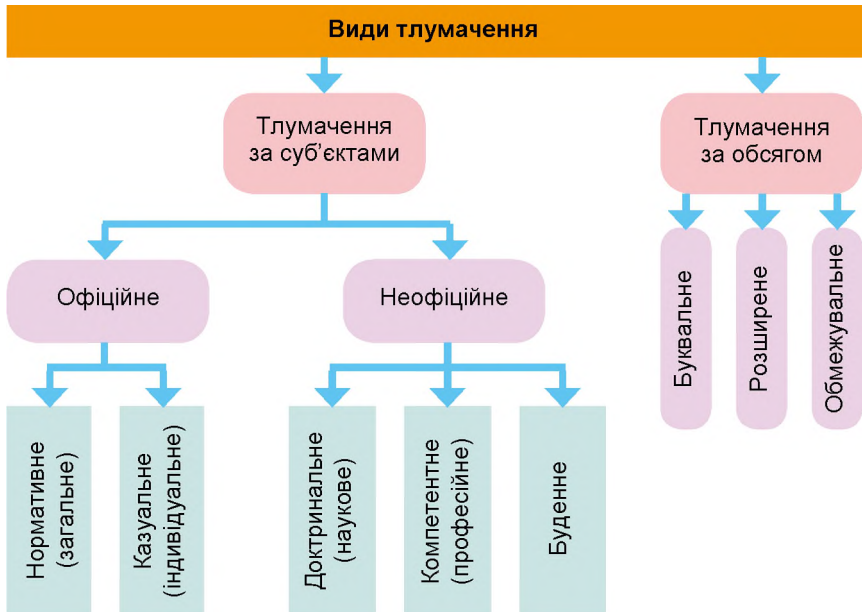 Види тлумачення
Тлумачення
за суб’єктами
Тлумачення
за обсягом
Офіційне
Неофіційне
Буквальне
Розширене
Обмежувальне
Нормативне
(загальне)
Казуальне
(індивідуальне)
Доктринальне
(наукове)
Компетентне
(професійне)
Буденне